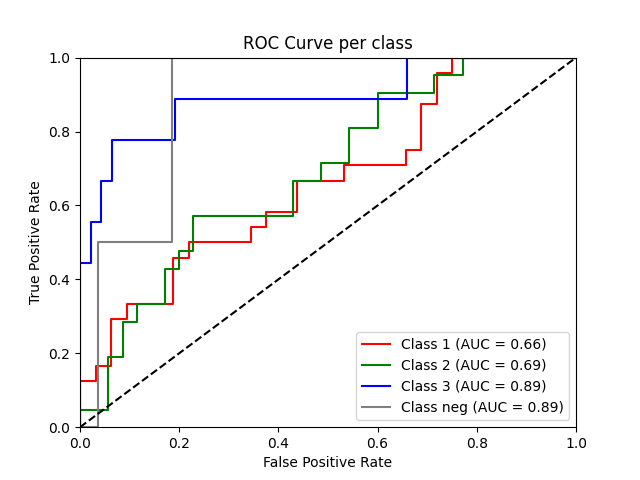 ROC Curve per class
1.0
0.8
0.6
0.4
0.2
0.0
True Positive Rate
0.0 0.2 0.4 0.6 0.8 1.0
False Positive Rate
Class 1 (AUC = 0.66)
Class 2 (AUC = 0.69)
Class 3 (AUC = 0.89)
Class neg (AUC = 0.89)